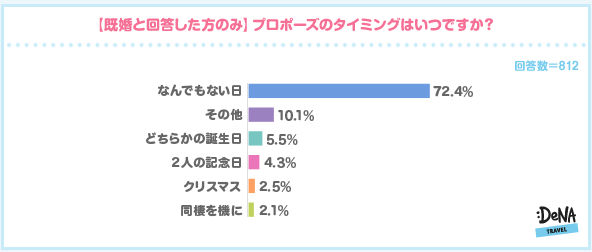 【既婚と回答した方のみ】プロポーズのタイミングはいつですか？
回答数＝812
なんでもない日 72.4%
その他 10.1%
どちらかの誕生日 5.5%
2人の記念日 4.3%
クリスマス 2.5%
同棲を機に 2.1%
:DeNA
TRAVEL